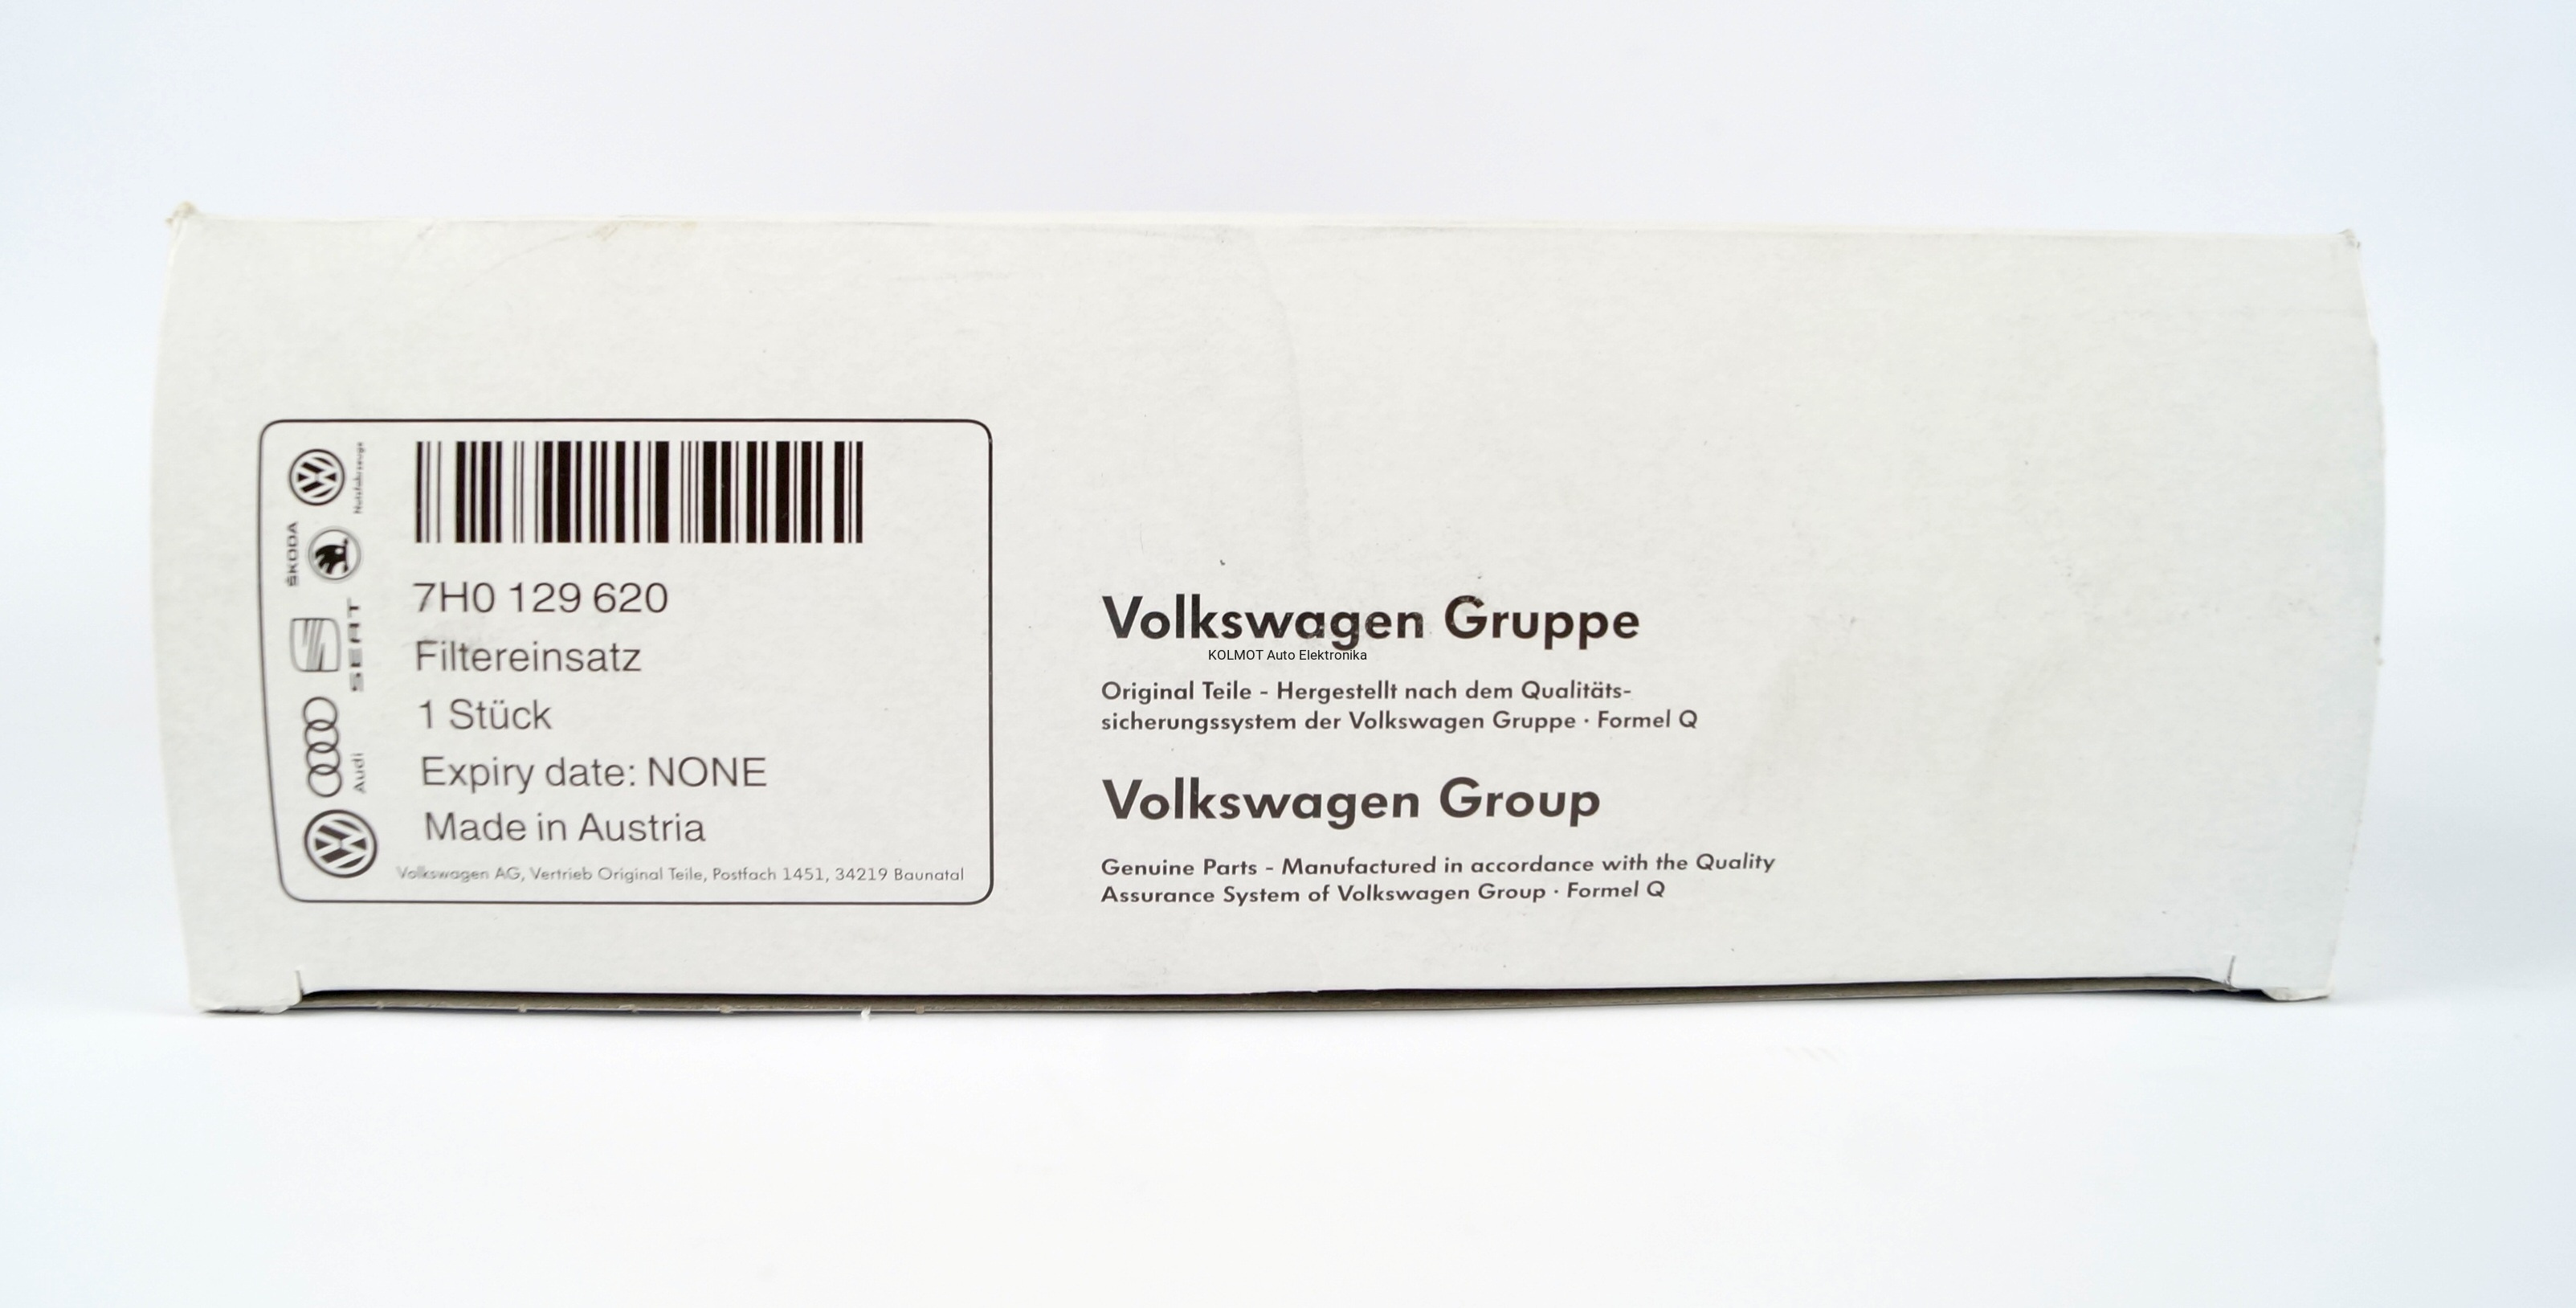 Nutzfahrzeuge
ŠKODA
SEAT
Audi
7H0 129 620
Filtereinsatz
1 Stück
Expiry date: NONE
Made in Austria
Volkswagen AG, Vertrieb Original Teile, Postfach 1451, 34219 Baunatal
Volkswagen Gruppe
KOLMOT Auto Elektronika
Original Teile - Hergestellt nach dem Qualitäts-
sicherungssystem der Volkswagen Gruppe · Formel Q
Volkswagen Group
Genuine Parts - Manufactured in accordance with the Quality
Assurance System of Volkswagen Group · Formel Q